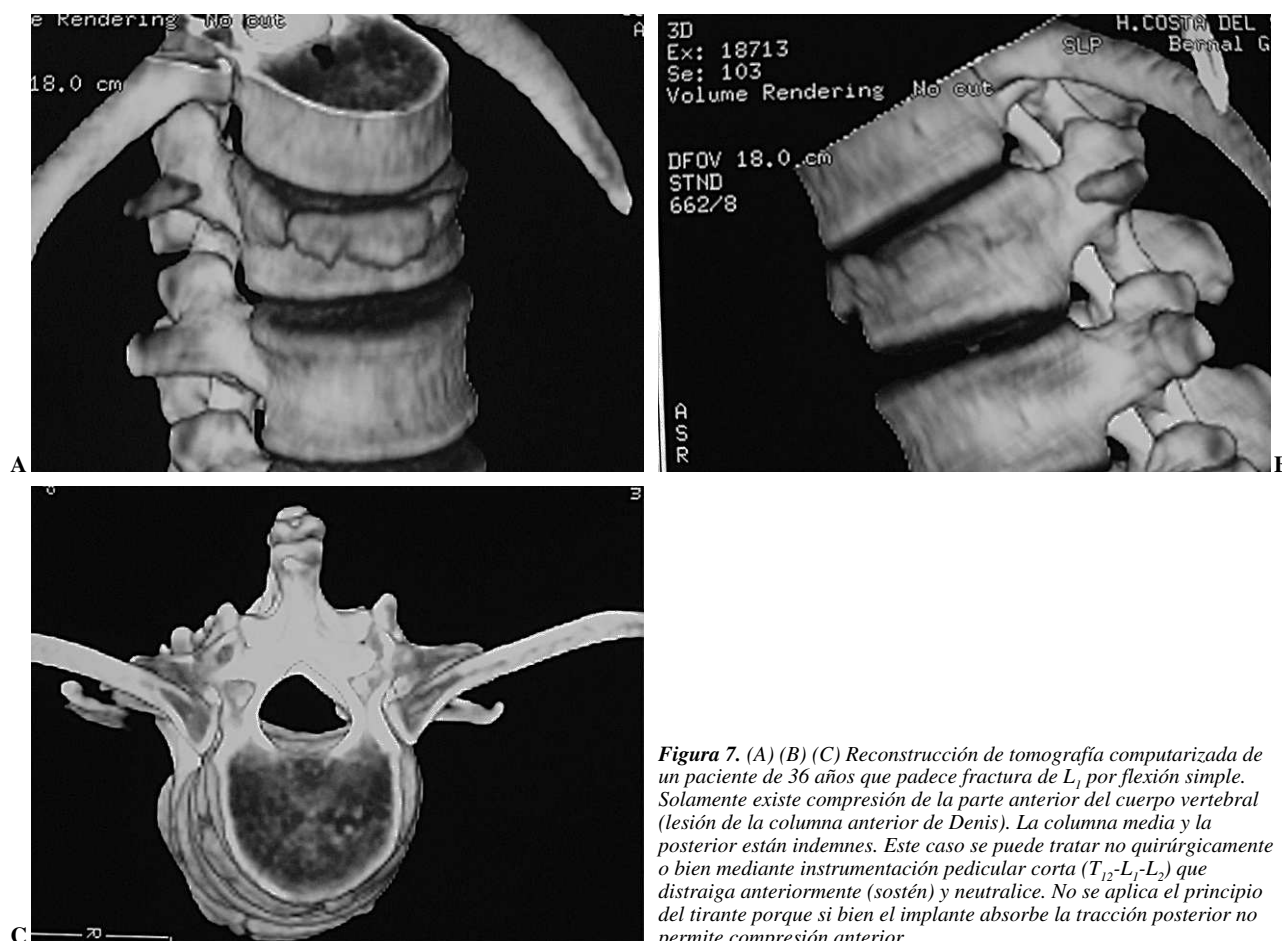 e Rendering No cut
A
18.0 cm
A
3D
Ex: 18713
Se: 103
Volume Rendering No cut
DFOV 18.0 cm
STND
662/8
H.COSTA DEL
Bernal G
SLP
A
S
R
B
3
R
C
Figura 7. (A) (B) (C) Reconstrucción de tomografía computarizada de
un paciente de 36 años que padece fractura de L1 por flexión simple.
Solamente existe compresión de la parte anterior del cuerpo vertebral
(lesión de la columna anterior de Denis). La columna media y la
posterior están indemnes. Este caso se puede tratar no quirúrgicamente
o bien mediante instrumentación pedicular corta (T12-L1-L2) que
distraiga anteriormente (sostén) y neutralice. No se aplica el principio
del tirante porque si bien el implante absorbe la tracción posterior no
permite compresión anterior.